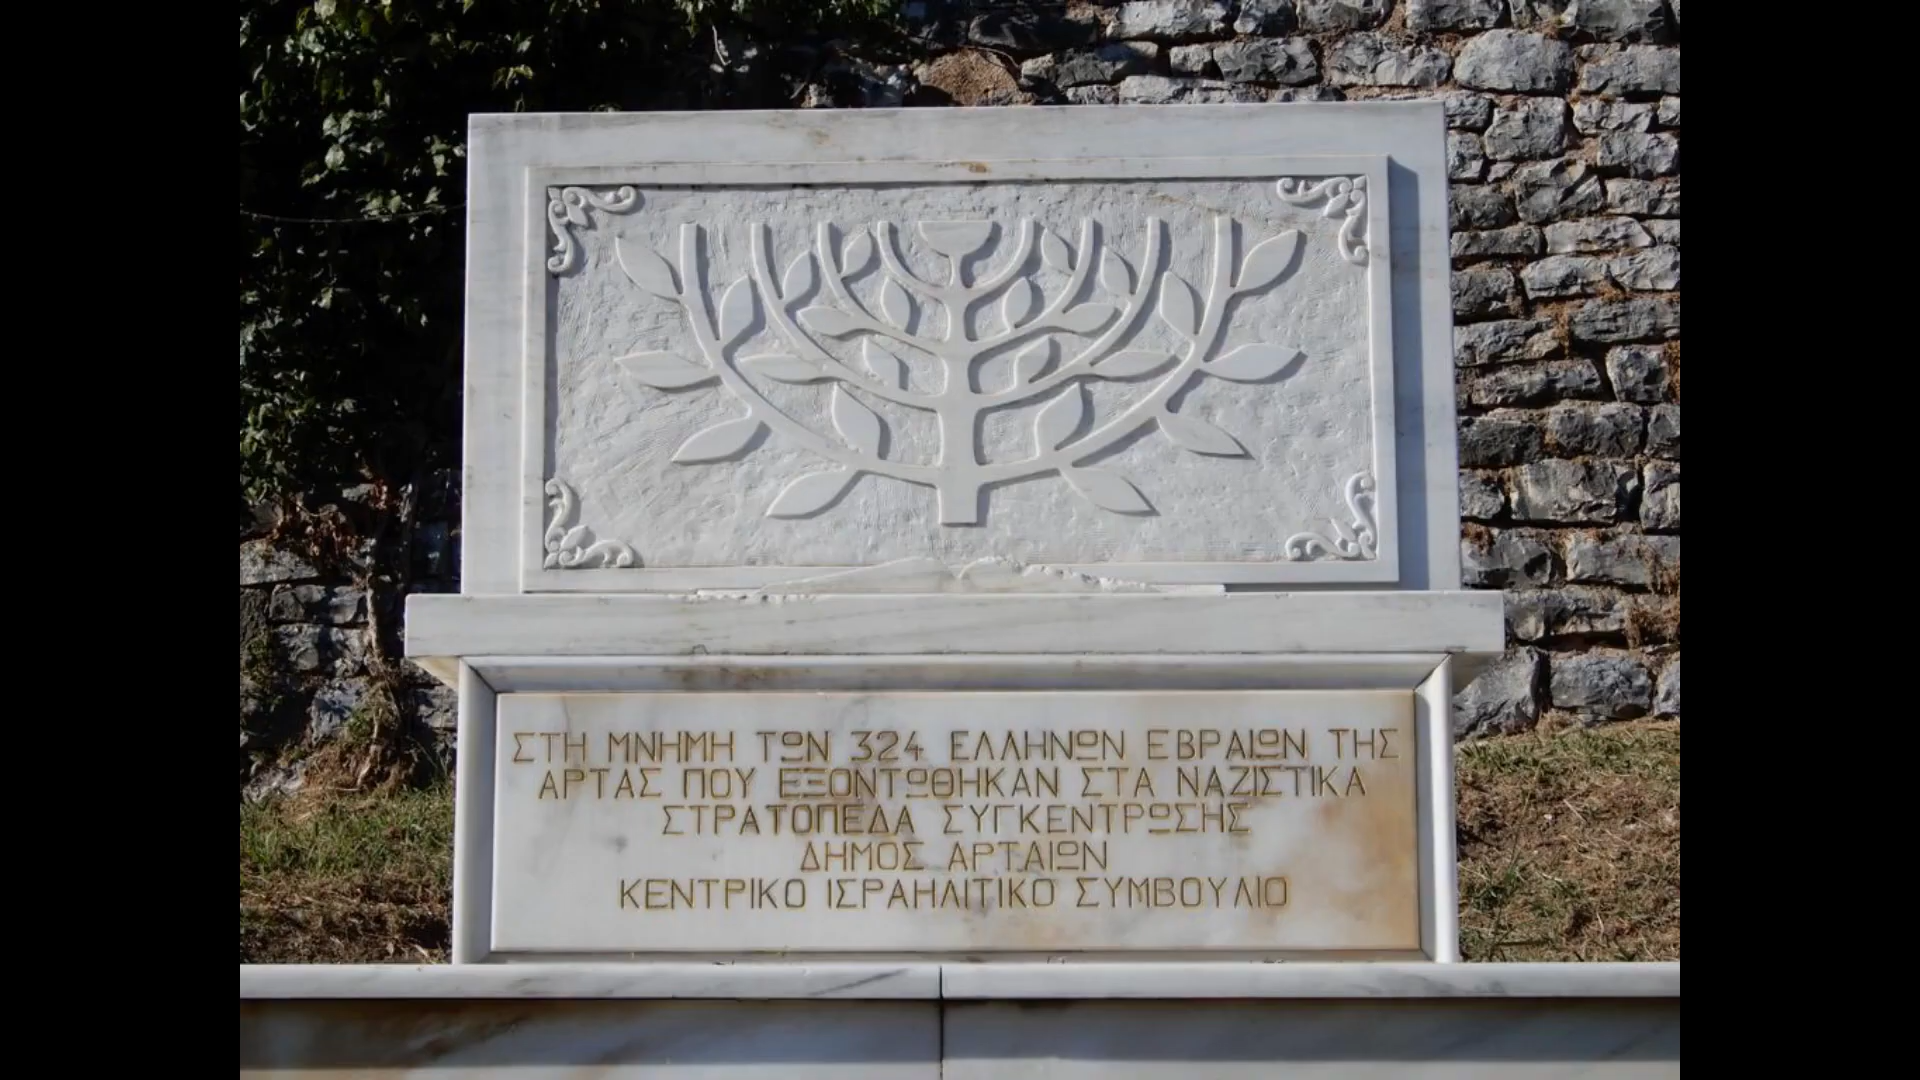 ΣΤΗ ΜΝΗΜΗ ΤΩΝ 324 ΕΛΛΗΝΩΝ ΕΒΡΑΙΩΝ ΤΗΣ
ΑΡΤΑΣ ΠΟΥ ΕΞΟΝΤΩΘΗΚΑΝ ΣΤΑ ΝΑΖΙΣΤΙΚΑ
ΣΤΡΑΤΟΠΕΔΑ ΣΥΓΚΕΝΤΡΩΣΗΣ
ΔΗΜΟΣ ΑΡΤΑΙΩΝ
ΚΕΝΤΡΙΚΟ ΙΣΡΑΗΛΙΤΙΚΟ ΣΥΜΒΟΥΛΙΟ